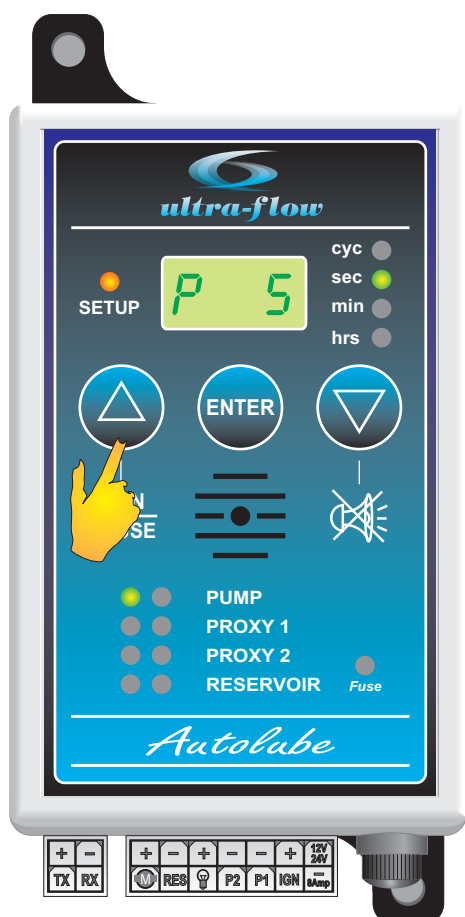 ultra-flow
cyc
sec
min
hrs
SETUP
P 5
ENTER
PUMP
PROXY 1
PROXY 2
RESERVOIR
Fuse
Autolube
+ - + - + - - + 12V 24V
TX RX M RES P2 P1 IGN - 8Amp